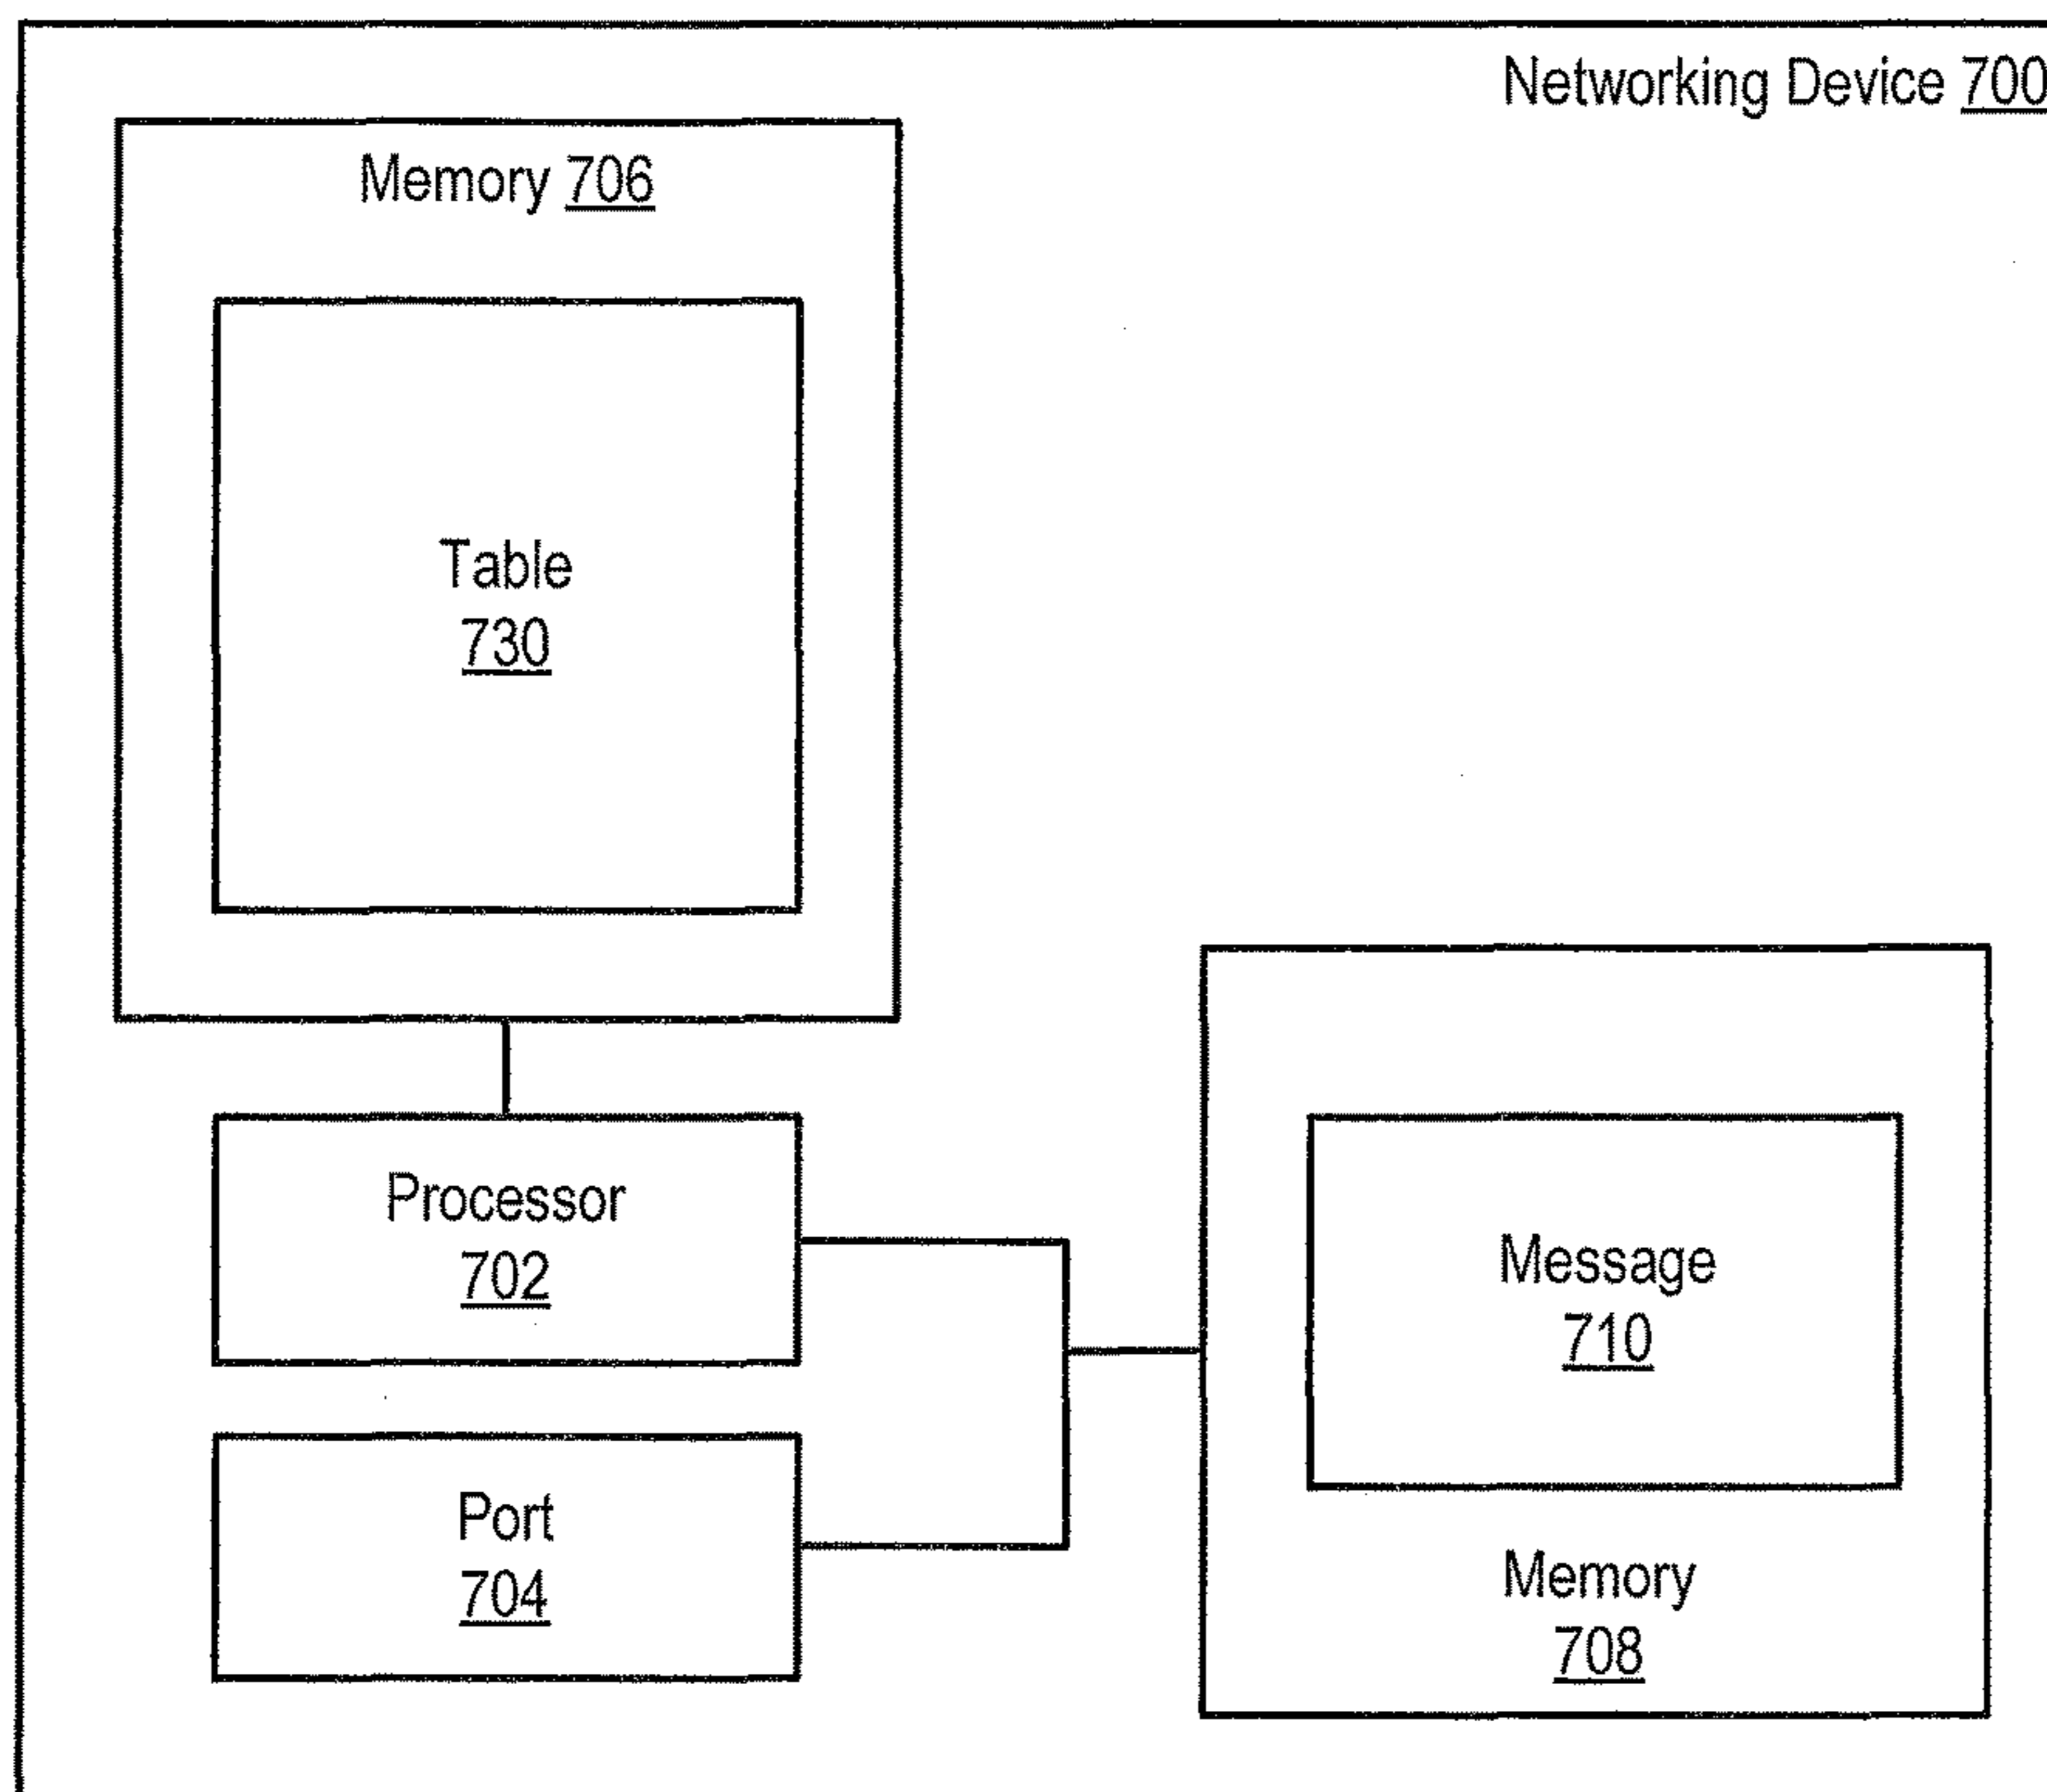 Networking Device 700
Memory 706
Table
730
Processor
702
Message
710
Port
704
Memory
708